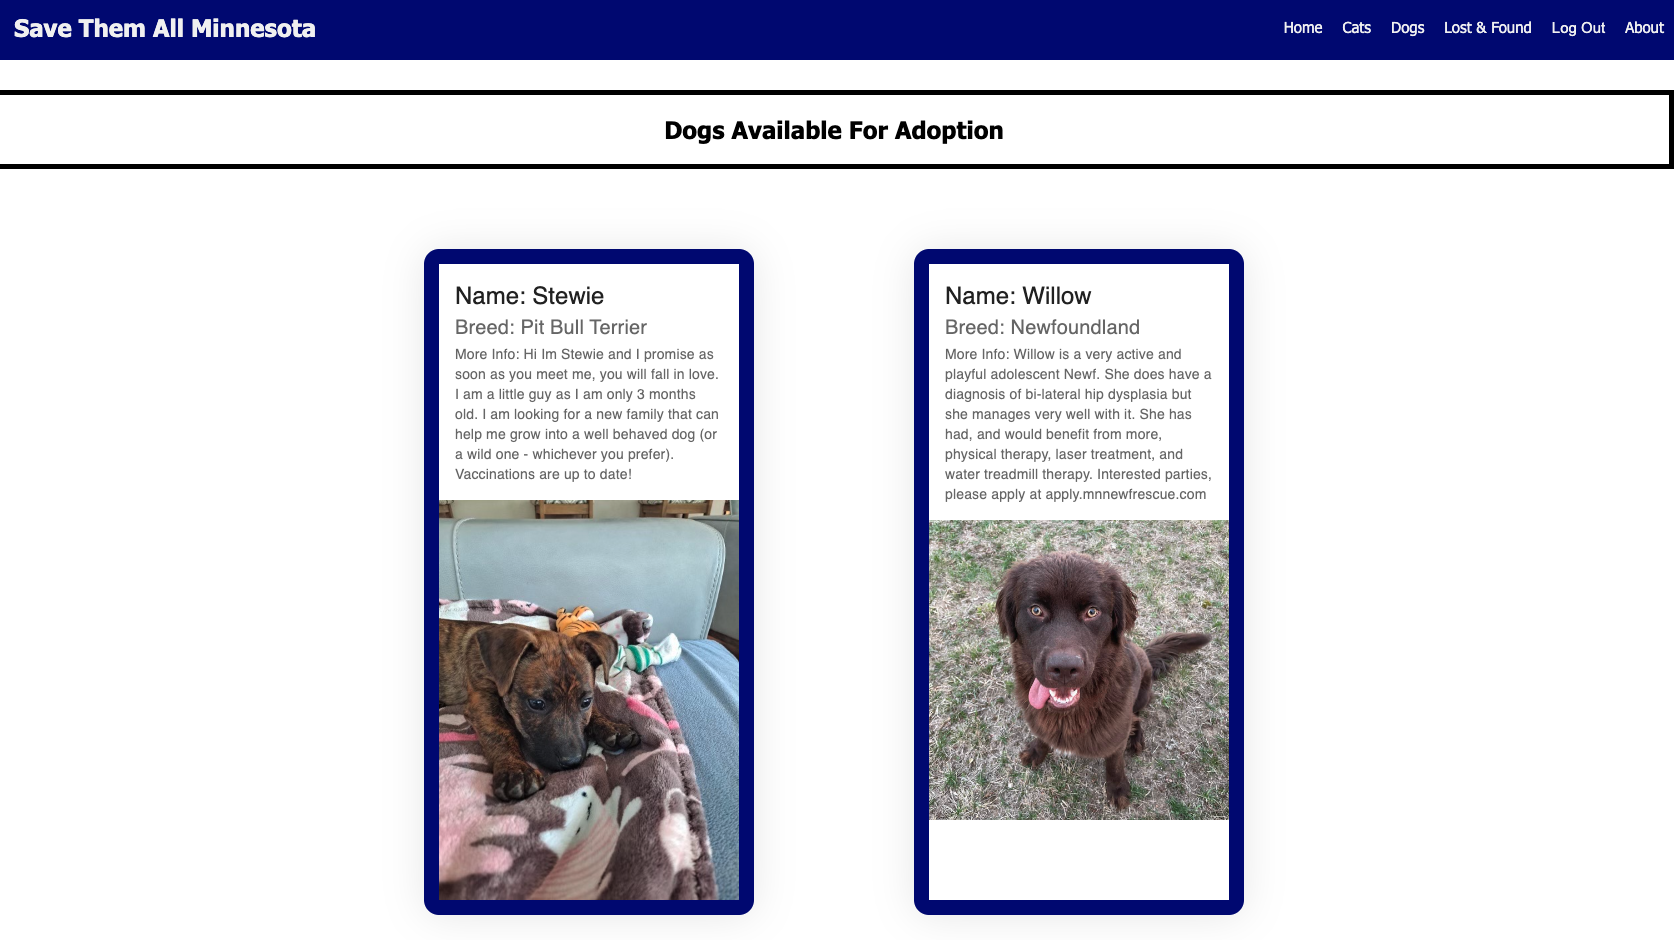 Save Them All Minnesota
Home Cats Dogs Lost & Found Log Out About
Dogs Available For Adoption
Name: Stewie
Breed: Pit Bull Terrier
More Info: Hi Im Stewie and I promise as
soon as you meet me, you will fall in love.
I am a little guy as I am only 3 months
old. I am looking for a new family that can
help me grow into a well behaved dog (or
a wild one - whichever you prefer).
Vaccinations are up to date!
Name: Willow
Breed: Newfoundland
More Info: Willow is a very active and
playful adolescent Newf. She does have a
diagnosis of bi-lateral hip dysplasia but
she manages very well with it. She has
had, and would benefit from more,
physical therapy, laser treatment, and
water treadmill therapy. Interested parties,
please apply at apply.mnnewfrescue.com